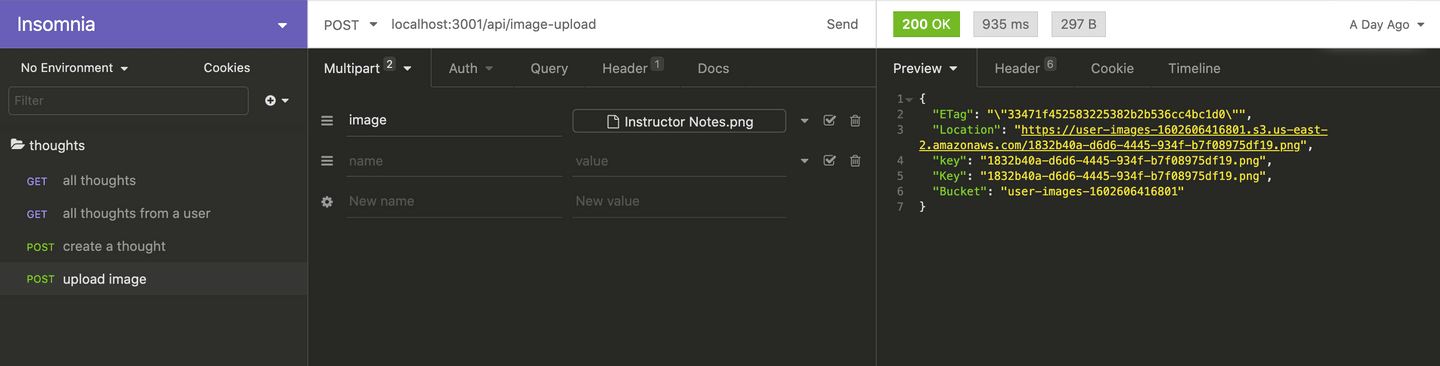 Insomnia
POST localhost:3001/api/image-upload Send
200 OK 935 ms 297 B A Day Ago
No Environment Cookies
Multipart 2 Auth Query Header 1 Docs
Preview Header 6 Cookie Timeline
Filter
thoughts
GET all thoughts
GET all thoughts from a user
POST create a thought
POST upload image
image Instructor Notes.png
name value
New name New value
1 {
2 "ETag": "\"33471f452583225382b2b536cc4bc1d0\"",
3 "Location": "https://user-images-1602606416801.s3.us-east-
2.amazonaws.com/1832b40a-d6d6-4445-934f-b7f08975df19.png",
4 "key": "1832b40a-d6d6-4445-934f-b7f08975df19.png",
5 "Key": "1832b40a-d6d6-4445-934f-b7f08975df19.png",
6 "Bucket": "user-images-1602606416801"
7 }